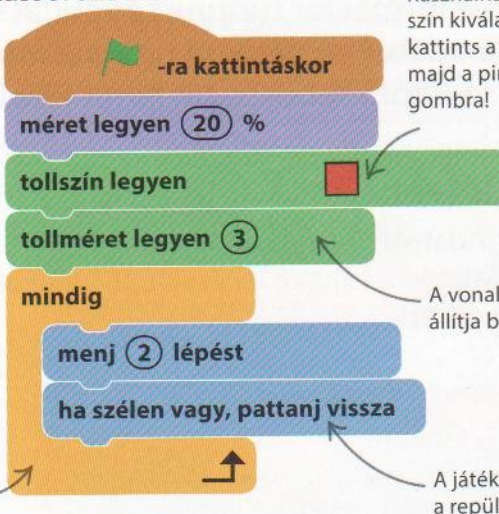 szín kivála
kattints a
majd a pi
gombra!
-ra kattintáskor
méret legyen 20 %
tollszín legyen
tollméret legyen 3
mindig
menj 2 lépést
ha szélen vagy, pattanj vissza
A vonal
állítja b
A játék
a repül